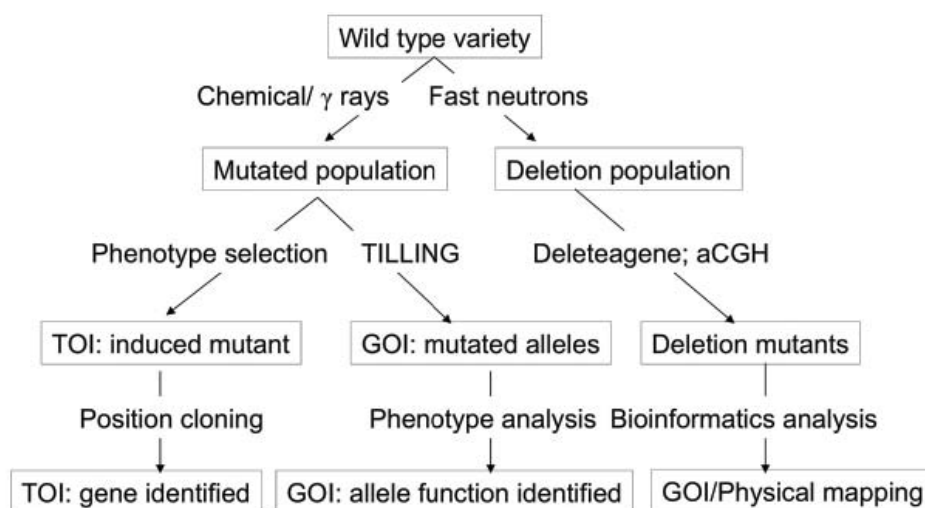 Wild type variety
Chemical/ γ rays
Fast neutrons
Mutated population
Deletion population
Phenotype selection
TILLING
Deleteagene; aCGH
TOI: induced mutant
GOI: mutated alleles
Deletion mutants
Position cloning
Phenotype analysis
Bioinformatics analysis
TOI: gene identified
GOI: allele function identified
GOI/Physical mapping